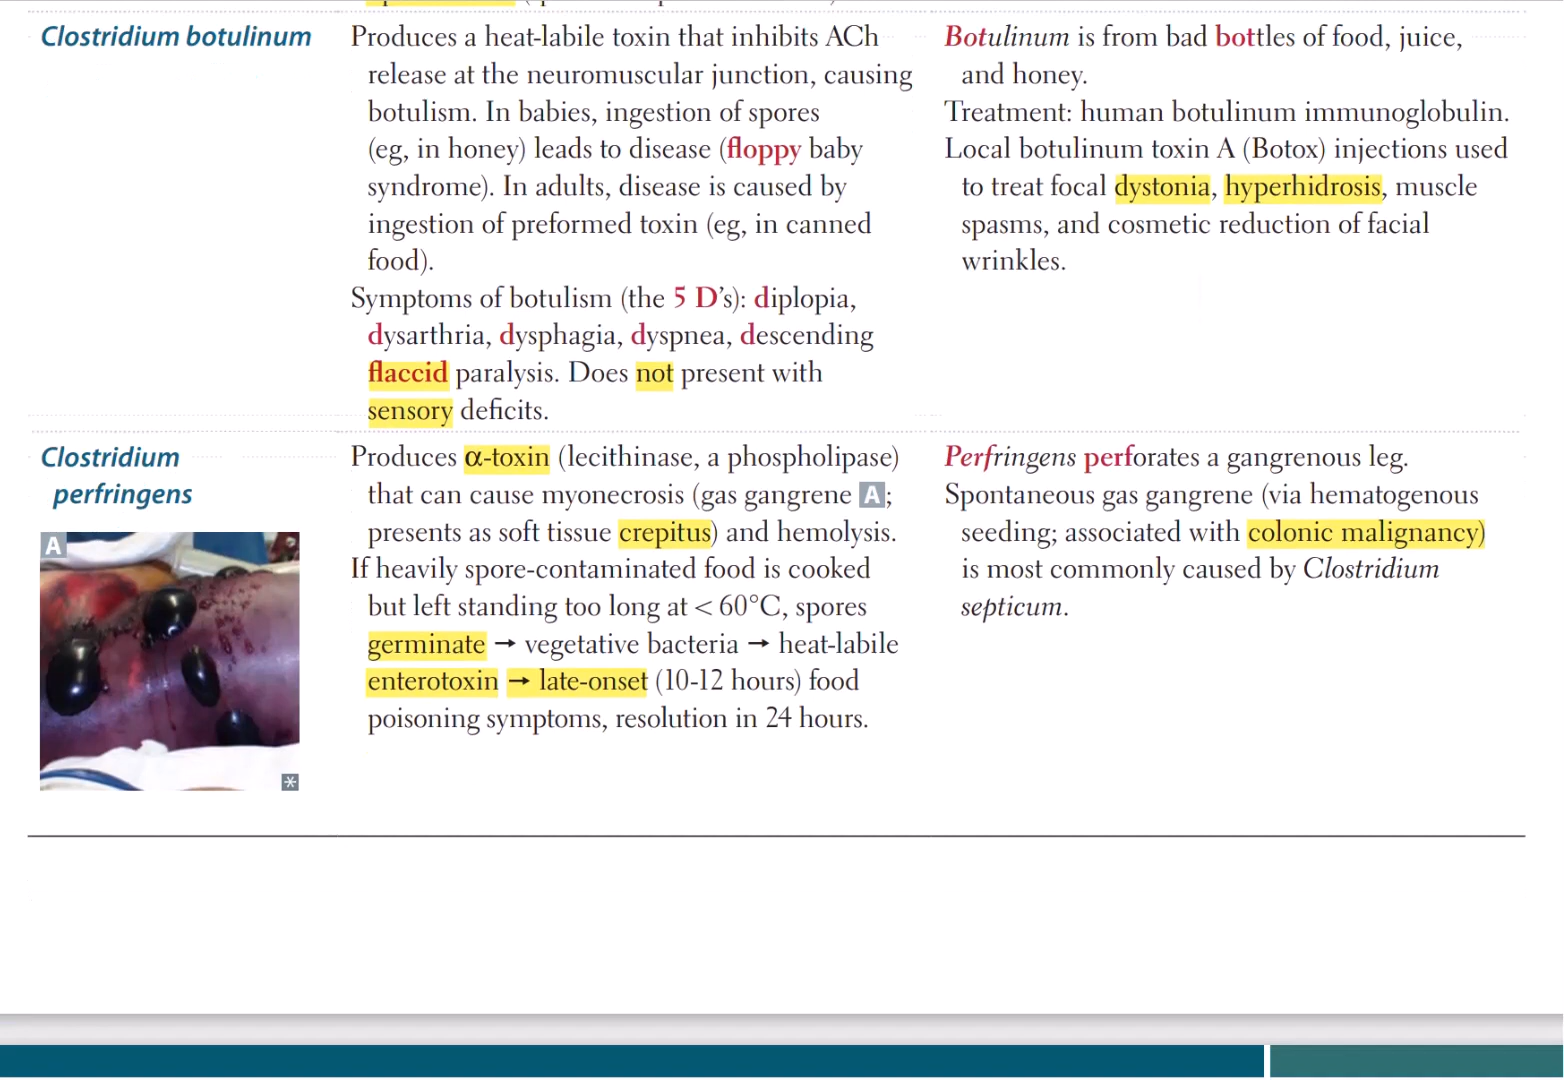 Clostridium botulinum
Produces a heat-labile toxin that inhibits ACh
release at the neuromuscular junction, causing
botulism. In babies, ingestion of spores
(eg, in honey) leads to disease (floppy baby
syndrome). In adults, disease is caused by
ingestion of preformed toxin (eg, in canned
food).
Symptoms of botulism (the 5 D’s): diplopia,
dysarthria, dysphagia, dyspnea, descending
flaccid paralysis. Does not present with
sensory deficits.
Botulinum is from bad bottles of food, juice,
and honey.
Treatment: human botulinum immunoglobulin.
Local botulinum toxin A (Botox) injections used
to treat focal dystonia, hyperhidrosis, muscle
spasms, and cosmetic reduction of facial
wrinkles.
Clostridium
perfringens
A
Produces α-toxin (lecithinase, a phospholipase)
that can cause myonecrosis (gas gangrene A;
presents as soft tissue crepitus) and hemolysis.
If heavily spore-contaminated food is cooked
but left standing too long at < 60°C, spores
germinate → vegetative bacteria → heat-labile
enterotoxin → late-onset (10-12 hours) food
poisoning symptoms, resolution in 24 hours.
Perfringens perforates a gangrenous leg.
Spontaneous gas gangrene (via hematogenous
seeding; associated with colonic malignancy)
is most commonly caused by Clostridium
septicum.